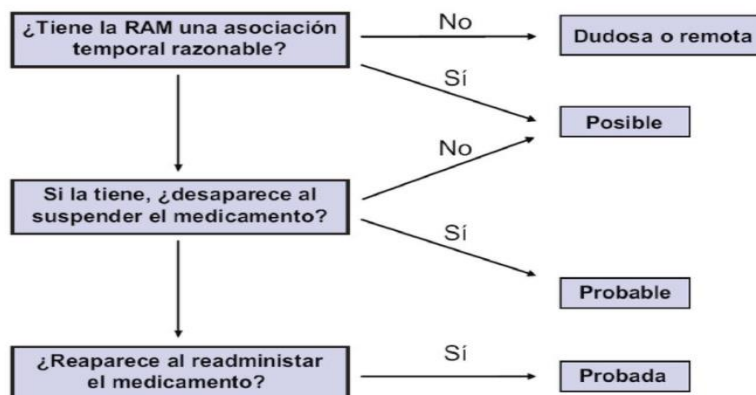 ¿Tiene la RAM una asociación
temporal razonable?
No
Dudosa o remota
Sí
Posible
No
Si la tiene, ¿desaparece al
suspender el medicamento?
Sí
Probable
¿Reaparece al readministar
el medicamento?
Sí
Probada